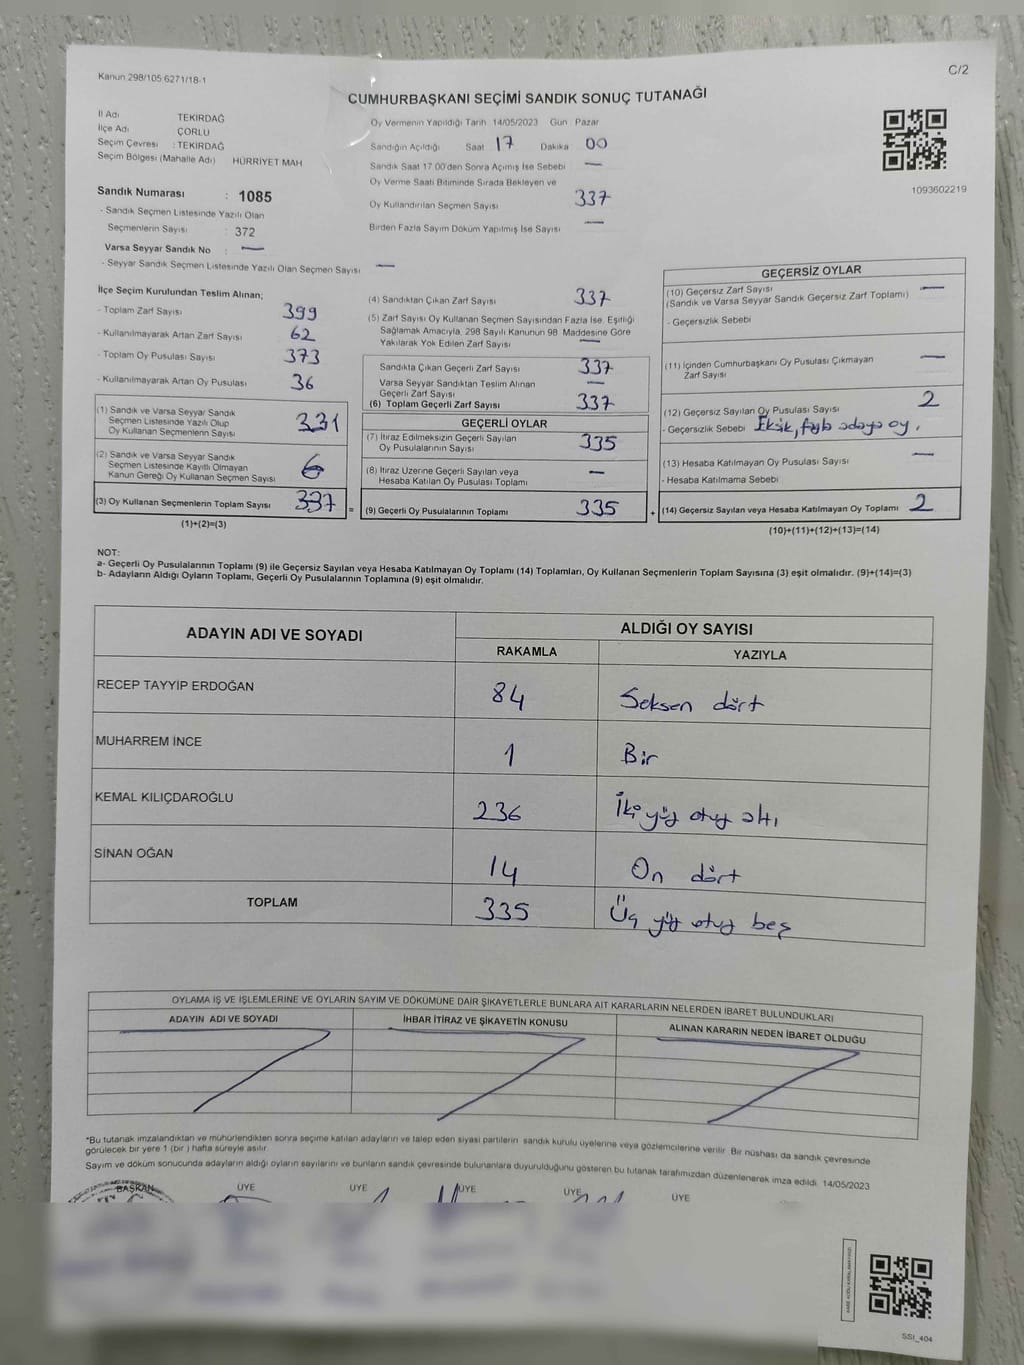 Kanun 298/105 6271/18-1
C/2
CUMHURBAŞKANI SEÇİMİ SANDIK SONUÇ TUTANAĞI
İl Adı TEKİRDAĞ
İlçe Adı ÇORLU
Seçim Çevresi : TEKİRDAĞ
Seçim Bölgesi (Mahalle Adı) HÜRRİYET MAH
Sandık Numarası : 1085
- Sandık Seçmen Listesinde Yazılı Olan
Seçmenlerin Sayısı : 372
Varsa Seyyar Sandık No : —
- Seyyar Sandık Seçmen Listesinde Yazılı Olan Seçmen Sayısı —
Oy Vermenin Yapıldığı Tarih 14/05/2023 Gün Pazar
Sandığın Açıldığı Saat 17 Dakika 00
Sandık Saat 17.00'den Sonra Açımış İse Sebebi —
Oy Verme Saati Bitiminde Sırada Bekleyen ve
Oy Kullandırılan Seçmen Sayısı 337
Birden Fazla Sayım Döküm Yapılmış İse Sayısı —
1093602219
İlçe Seçim Kurulundan Teslim Alınan;
- Toplam Zarf Sayısı 399
- Kullanılmayarak Artan Zarf Sayısı 62
- Toplam Oy Pusulası Sayısı 373
- Kullanılmayarak Artan Oy Pusulası 36
(1) Sandık ve Varsa Seyyar Sandık
Seçmen Listesinde Yazılı Olup
Oy Kullanan Seçmenlerin Sayısı 331
(2) Sandık ve Varsa Seyyar Sandık
Seçmen Listesinde Kayıtlı Olmayan
Kanun Gereği Oy Kullanan Seçmen Sayısı 6
(3) Oy Kullanan Seçmenlerin Toplam Sayısı 337 =
(1)+(2)=(3)
(4) Sandıktan Çıkan Zarf Sayısı 337
(5) Zarf Sayısı Oy Kullanan Seçmen Sayısından Fazla İse, Eşitliği
Sağlamak Amacıyla, 298 Sayılı Kanunun 98. Maddesine Göre
Yakılarak Yok Edilen Zarf Sayısı —
Sandıkta Çıkan Geçerli Zarf Sayısı 337
Varsa Seyyar Sandıktan Teslim Alınan
Geçerli Zarf Sayısı —
(6) Toplam Geçerli Zarf Sayısı 337
GEÇERLİ OYLAR
(7) İtiraz Edilmeksizin Geçerli Sayılan
Oy Pusulasının Sayısı 335
(8) İtiraz Üzerine Geçerli Sayılan veya
Hesaba Katılan Oy Pusulası Toplamı —
(9) Geçerli Oy Pusulalarının Toplamı 335 +
GEÇERSİZ OYLAR
(10) Geçersiz Zarf Sayısı —
(Sandık ve Varsa Seyyar Sandık Geçersiz Zarf Toplamı)
- Geçersizlik Sebebi
(11) İçinden Cumhurbaşkanı Oy Pusulası Çıkmayan
Zarf Sayısı —
(12) Geçersiz Sayılan Oy Pusulası Sayısı 2
- Geçersizlik Sebebi Eksik, adaya oy.
(13) Hesaba Katılmayan Oy Pusulası Sayısı —
- Hesaba Katılmama Sebebi
(14) Geçersiz Sayılan veya Hesaba Katılmayan Oy Toplamı 2
(10)+(11)+(12)+(13)=(14)
NOT:
a- Geçerli Oy Pusulalarının Toplamı (9) ile Geçersiz Sayılan veya Hesaba Katılmayan Oy Toplamı (14) Toplamları, Oy Kullanan Seçmenlerin Toplam Sayısına (3) eşit olmalıdır. (9)+(14)=(3)
b- Adayların Aldığı Oyların Toplamı, Geçerli Oy Pusulalarının Toplamına (9) eşit olmalıdır.
ADAYIN ADI VE SOYADI ALDIĞI OY SAYISI
RAKAMLA YAZIYLA
RECEP TAYYİP ERDOĞAN 84 Seksen dört
MUHARREM İNCE 1 Bir
KEMAL KILIÇDAROĞLU 236 İki yüz otuz altı
SİNAN OĞAN 14 On dört
TOPLAM 335 Üç yüz otuz beş
OYLAMA İŞ VE İŞLEMLERİNE VE OYLARIN SAYIM VE DÖKÜMÜNE DAİR ŞİKAYETLERLE BUNLARA AİT KARARLARIN NELERDEN İBARET BULUNDUKLARI
ADAYIN ADI VE SOYADI İHBAR İTİRAZ VE ŞİKAYETİN KONUSU ALINAN KARARIN NEDEN İBARET OLDUĞU
*Bu tutanak imzalandıktan ve mühürlendikten sonra seçime katılan adayların ve talep eden siyasi partilerin sandık kurulu üyelerine veya gözlemcilerine verilir. Bir nüshası da sandık çevresinde
görülecek bir yere 1 (bir ) hafta süreyle asılır.
Sayım ve döküm sonucunda adayların aldığı oyların sayılarını ve bunların sandık çevresinde bulunanlara duyurulduğunu gösteren bu tutanak tarafımızdan düzenlenerek imza edildi. 14/05/2023
BAŞKAN ÜYE ÜYE ÜYE ÜYE ÜYE
SSI_404